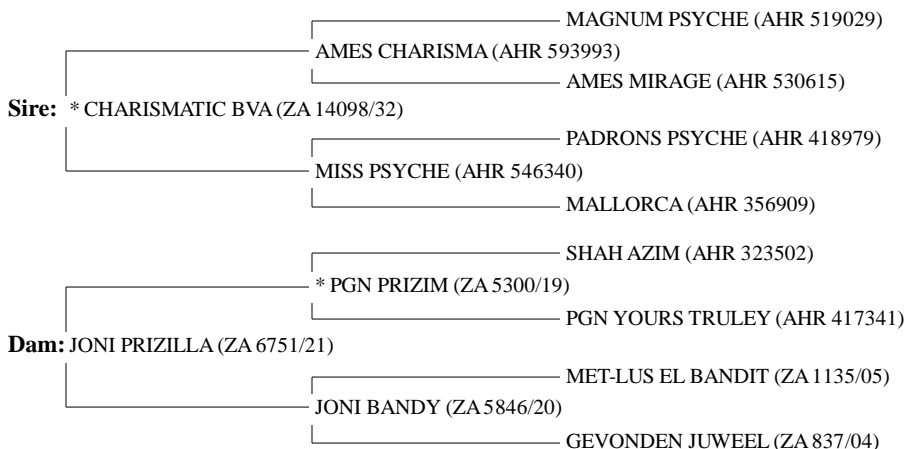 MAGNUM PSYCHE (AHR 519029)
AMES CHARISMA (AHR 593993)
AMES MIRAGE (AHR 530615)
Sire: * CHARISMATIC BVA (ZA 14098/32)
PADRONS PSYCHE (AHR 418979)
MISS PSYCHE (AHR 546340)
MALLORCA (AHR 356909)
SHAH AZIM (AHR 323502)
* PGN PRIZIM (ZA 5300/19)
PGN YOURS TRULEY (AHR 417341)
Dam: JONI PRIZILLA (ZA 6751/21)
MET-LUS EL BANDIT (ZA 1135/05)
JONI BANDY (ZA 5846/20)
GEVONDEN JUWEEL (ZA 837/04)